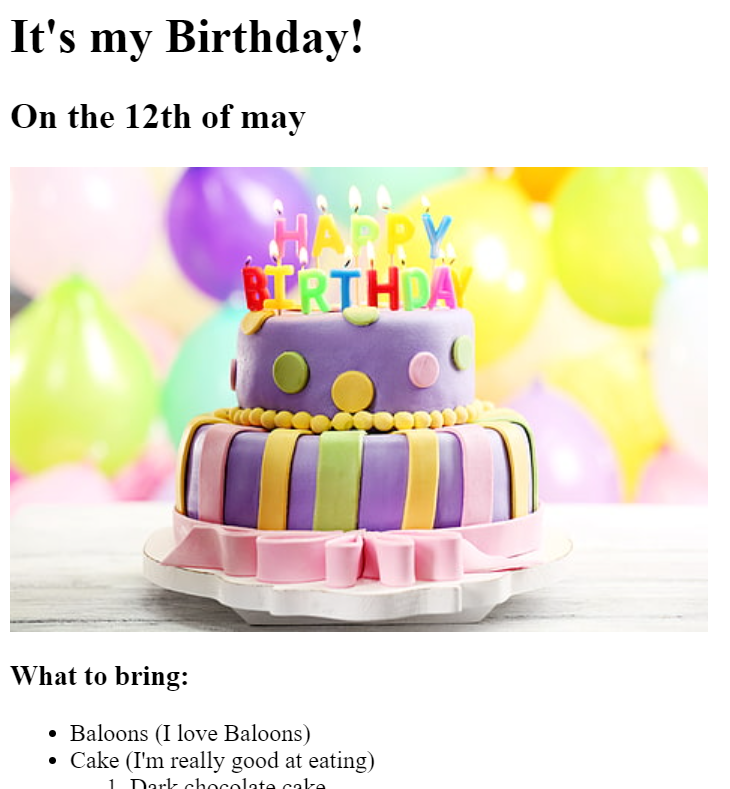 It's my Birthday!
On the 12th of may
HAPPY
BIRTHDAY
What to bring:
• Baloons (I love Baloons)
• Cake (I'm really good at eating)
1. Dark chocolate cake